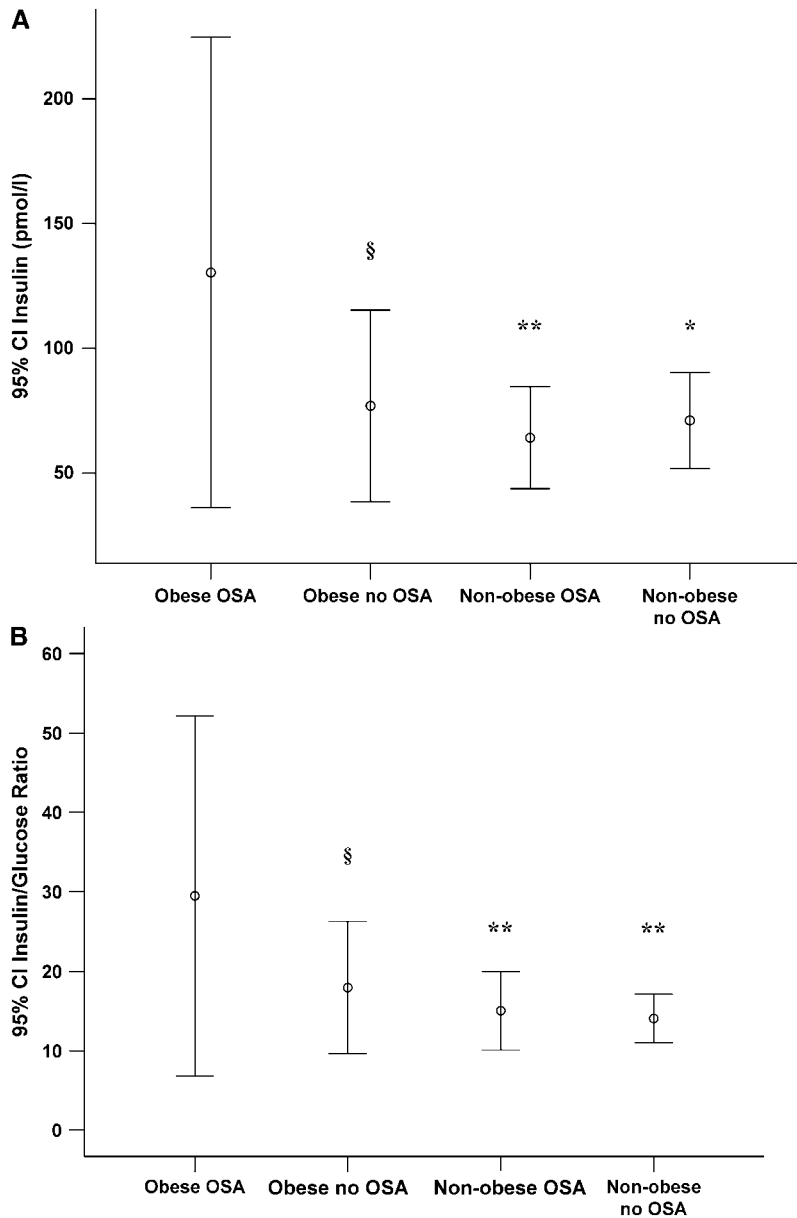 A
95% CI Insulin (pmol/l)
200
150
100
50
§
**
*
Obese OSA
Obese no OSA
Non-obese OSA
Non-obese
no OSA
B
95% CI Insulin/Glucose Ratio
60
50
40
30
20
10
0
§
**
**
Obese OSA
Obese no OSA
Non-obese OSA
Non-obese
no OSA